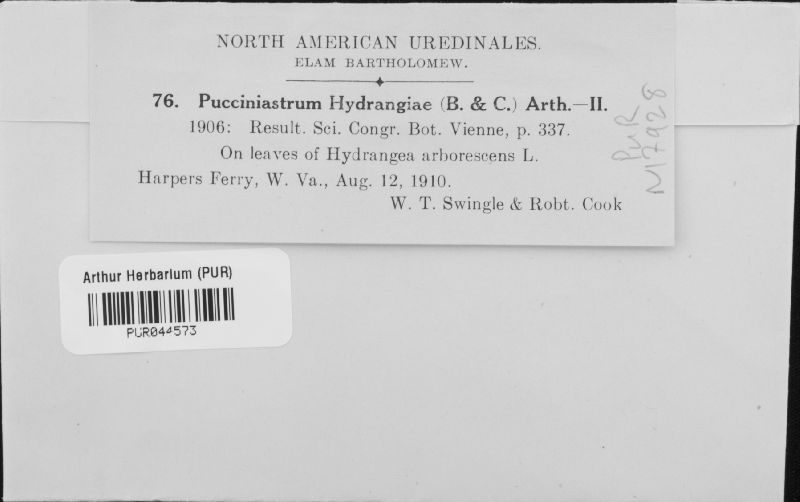 NORTH AMERICAN UREDINALES.
ELAM BARTHOLOMEW.
76. Pucciniastrum Hydrangiae (B. & C.) Arth.—II.
1906: Result. Sci. Congr. Bot. Vienne, p. 337.
On leaves of Hydrangea arborescens L.
Harpers Ferry, W. Va., Aug. 12, 1910.
W. T. Swingle & Robt. Cook
PUR
N17928
Arthur Herbarium (PUR)
PUR044573